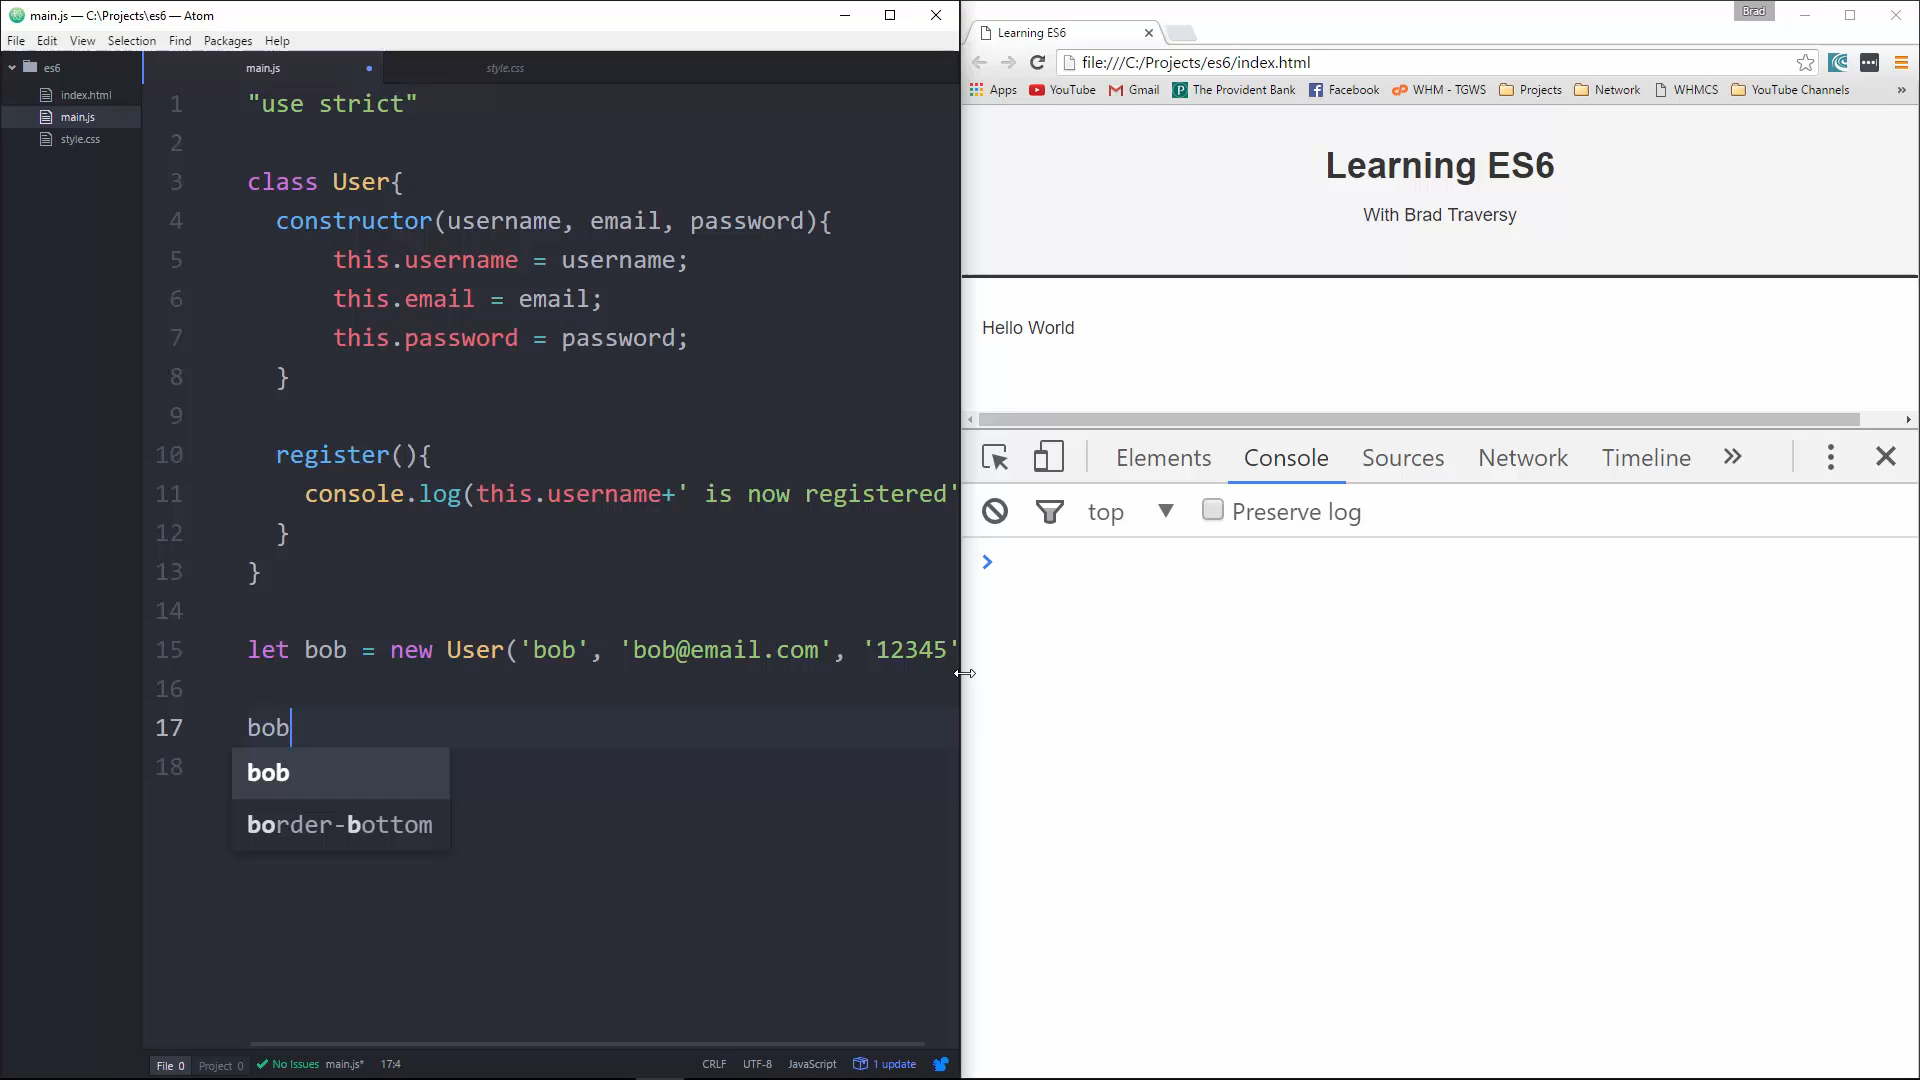 main.js — C:\Projects\es6 — Atom
File Edit View Selection Find Packages Help
es6
index.html
main.js
style.css
main.js
style.css
1 "use strict"
2
3 class User{
4 constructor(username, email, password){
5 this.username = username;
6 this.email = email;
7 this.password = password;
8 }
9
10 register(){
11 console.log(this.username+' is now registered'
12 }
13 }
14
15 let bob = new User('bob', 'bob@email.com', '12345'
16
17 bob
18
bob
border-bottom
File 0 Project 0 No Issues main.js* 17:4 CRLF UTF-8 JavaScript 1 update
Brad
Learning ES6
file:///C:/Projects/es6/index.html
Apps YouTube Gmail The Provident Bank Facebook WHM - TGWS Projects Network WHMCS YouTube Channels »
Learning ES6
With Brad Traversy
Hello World
Elements Console Sources Network Timeline »
top Preserve log
>